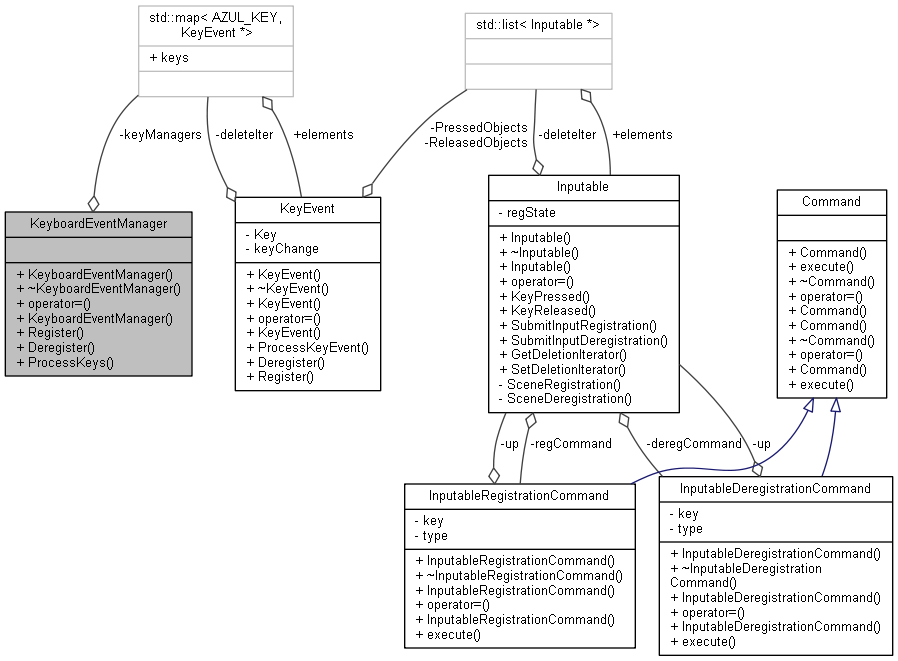 std::map< AZUL_KEY,
KeyEvent *>
+ keys
std::list< Inputable *>
-keyManagers
-deleteIter
+elements
-PressedObjects
-ReleasedObjects
-deleteIter
+elements
KeyboardEventManager
+ KeyboardEventManager()
+ ~KeyboardEventManager()
+ operator=()
+ KeyboardEventManager()
+ Register()
+ Deregister()
+ ProcessKeys()
KeyEvent
- Key
- keyChange
+ KeyEvent()
+ ~KeyEvent()
+ KeyEvent()
+ operator=()
+ KeyEvent()
+ ProcessKeyEvent()
+ Deregister()
+ Register()
Inputable
- regState
+ Inputable()
+ ~Inputable()
+ Inputable()
+ operator=()
+ KeyPressed()
+ KeyReleased()
+ SubmitInputRegistration()
+ SubmitInputDeregistration()
+ GetDeletionIterator()
+ SetDeletionIterator()
- SceneRegistration()
- SceneDeregistration()
Command
+ Command()
+ execute()
+ ~Command()
+ operator=()
+ Command()
+ Command()
+ ~Command()
+ operator=()
+ Command()
+ execute()
-up
-regCommand
-deregCommand
-up
InputableRegistrationCommand
- key
- type
+ InputableRegistrationCommand()
+ ~InputableRegistrationCommand()
+ InputableRegistrationCommand()
+ operator=()
+ InputableRegistrationCommand()
+ execute()
InputableDeregistrationCommand
- key
- type
+ InputableDeregistrationCommand()
+ ~InputableDeregistration
Command()
+ InputableDeregistrationCommand()
+ operator=()
+ InputableDeregistrationCommand()
+ execute()